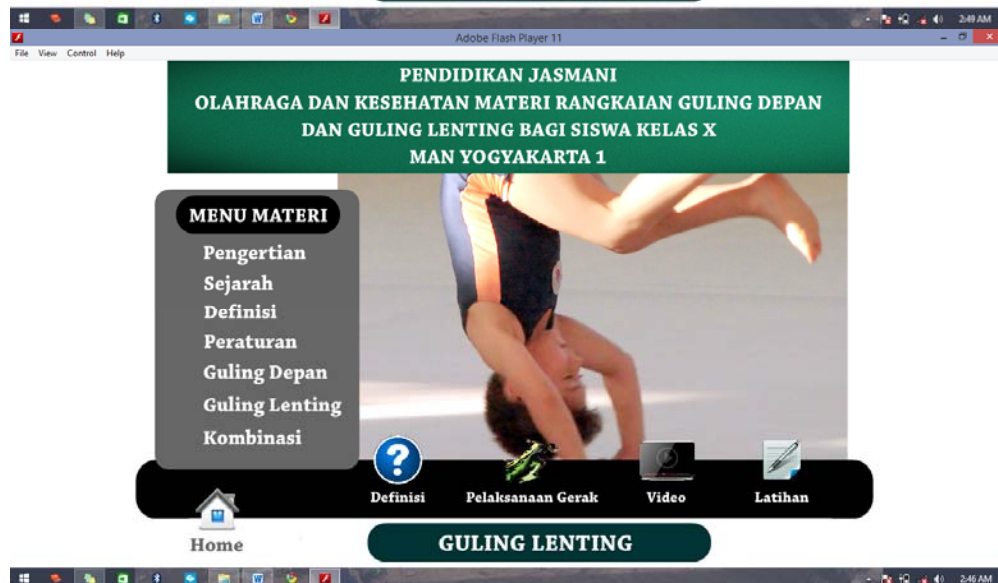 2:49 AM
Adobe Flash Player 11
File View Control Help
PENDIDIKAN JASMANI
OLAHRAGA DAN KESEHATAN MATERI RANGKAIAN GULING DEPAN
DAN GULING LENTING BAGI SISWA KELAS X
MAN YOGYAKARTA 1
MENU MATERI
Pengertian
Sejarah
Definisi
Peraturan
Guling Depan
Guling Lenting
Kombinasi
Definisi Pelaksanaan Gerak Video Latihan
Home
GULING LENTING
2:46 AM